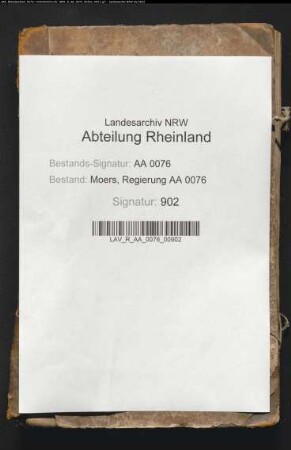 Landesarchiv NRW
Abteilung Rheinland
Bestands-Signatur: AA 0076
Bestand: Moers, Regierung AA 0076
Signatur: 902
LAV_R_AA_0076_00902